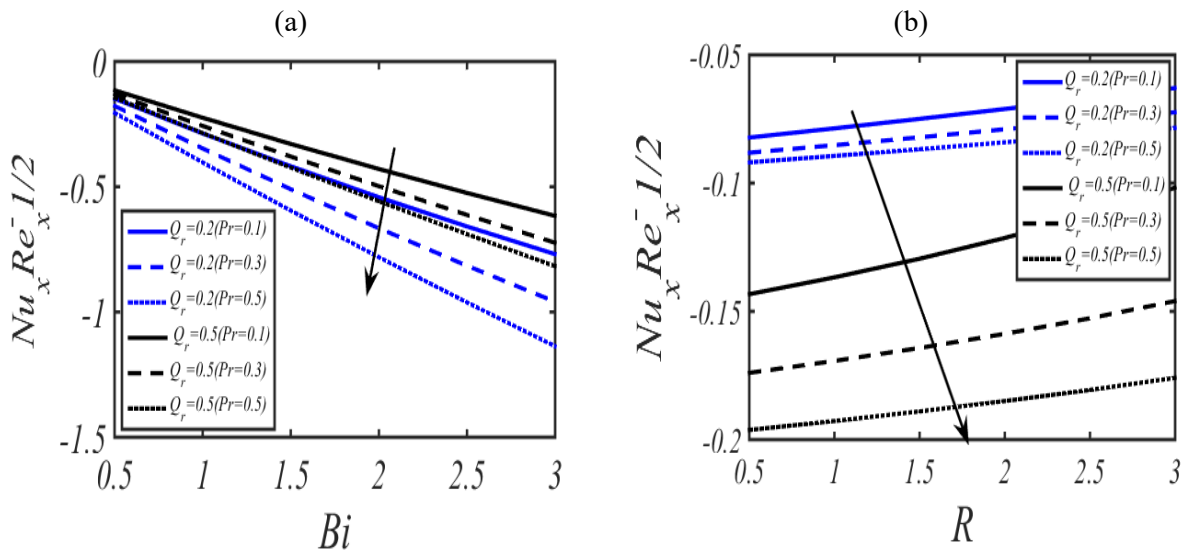 (a)
0
-0.5
-1
-1.5
0.5 1 1.5 2 2.5 3
Bi
Nu_x Re_x^- 1/2
Q_r=0.2(Pr=0.1)
Q_r=0.2(Pr=0.3)
Q_r=0.2(Pr=0.5)
Q_r=0.5(Pr=0.1)
Q_r=0.5(Pr=0.3)
Q_r=0.5(Pr=0.5)
(b)
-0.05
-0.1
-0.15
-0.2
0.5 1 1.5 2 2.5 3
R
Nu_x Re_x^- 1/2
Q_r=0.2(Pr=0.1)
Q_r=0.2(Pr=0.3)
Q_r=0.2(Pr=0.5)
Q_r=0.5(Pr=0.1)
Q_r=0.5(Pr=0.3)
Q_r=0.5(Pr=0.5)